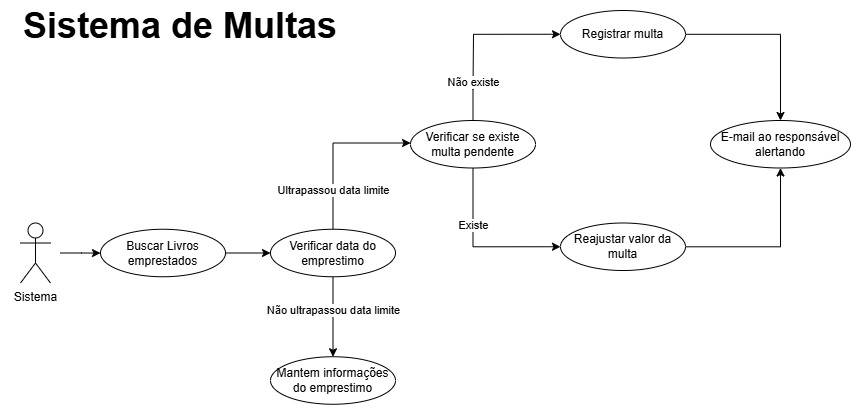 Sistema de Multas
Registrar multa
Não existe
Verificar se existe
multa pendente
E-mail ao responsável
alertando
Ultrapassou data limite
Existe
Buscar Livros
emprestados
Verificar data do
emprestimo
Reajustar valor da
multa
Sistema
Não ultrapassou data limite
Mantem informações
do emprestimo